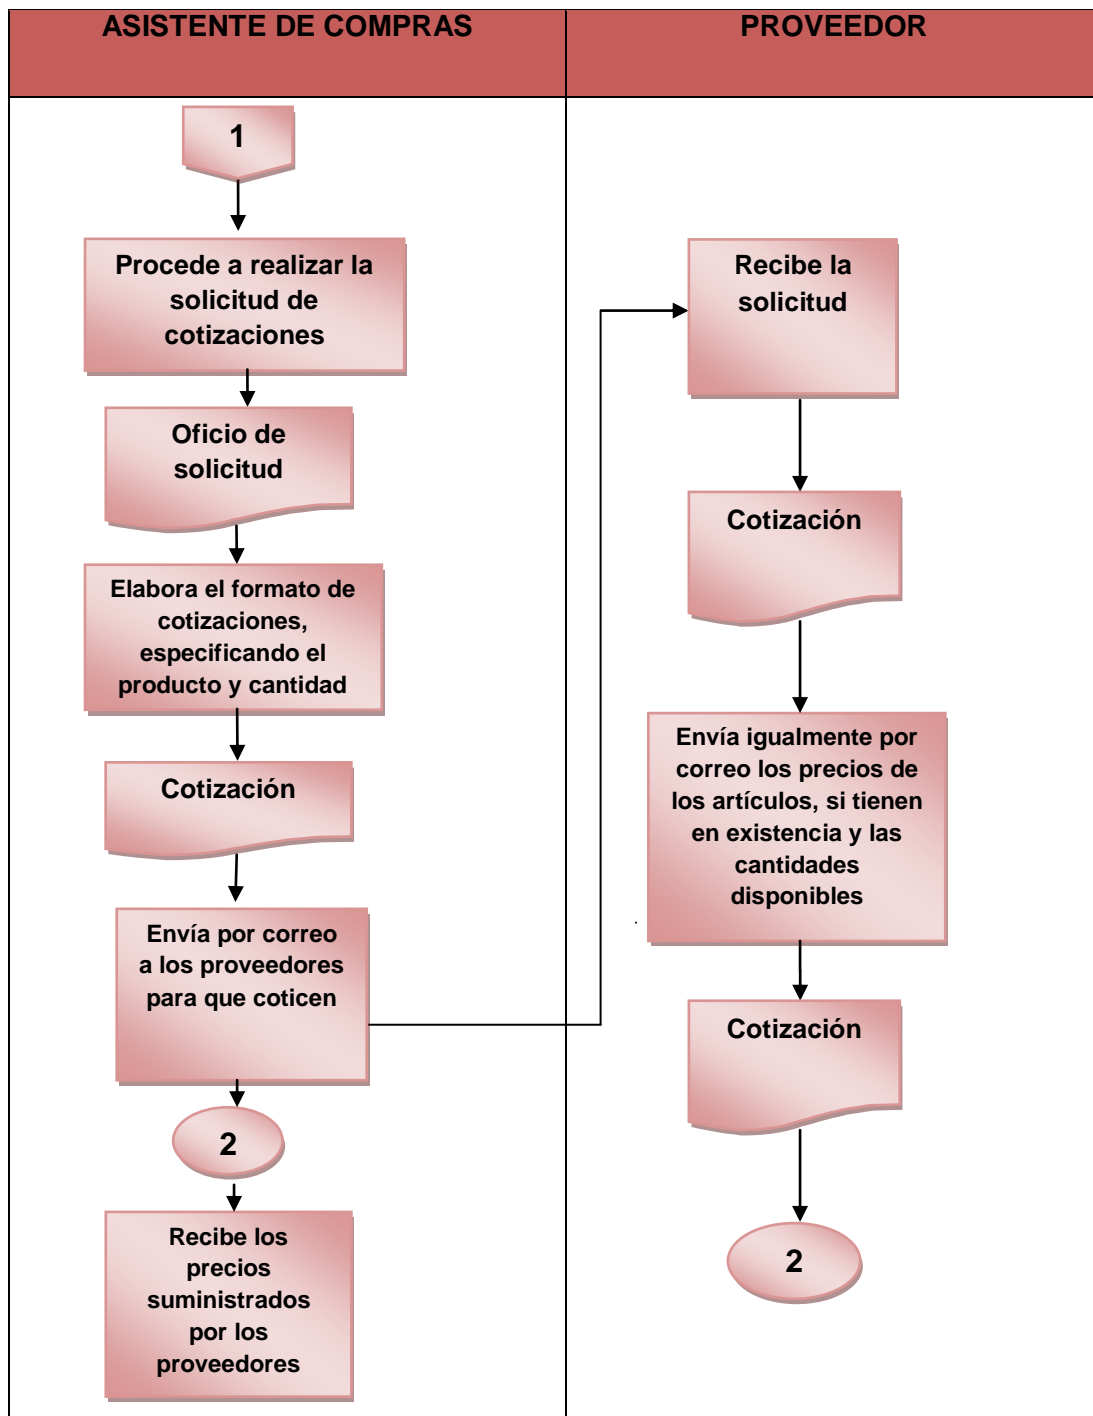 ASISTENTE DE COMPRAS
PROVEEDOR
1
Procede a realizar la
solicitud de
cotizaciones
Oficio de
solicitud
Elabora el formato de
cotizaciones,
especificando el
producto y cantidad
Cotización
Envía por correo
a los proveedores
para que coticen
2
Recibe los
precios
suministrados
por los
proveedores
Recibe la
solicitud
Cotización
Envía igualmente por
correo los precios de
los artículos, si tienen
en existencia y las
cantidades
disponibles
Cotización
2